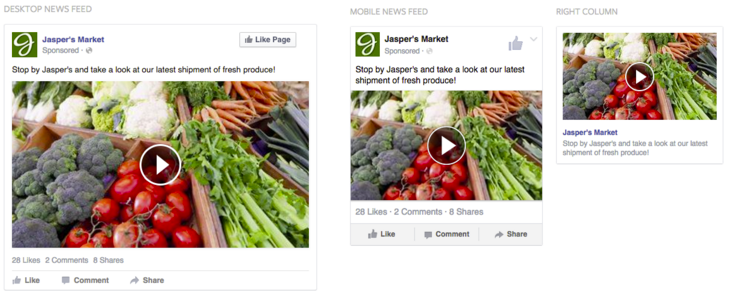 DESKTOP NEWS FEED
Jasper's Market
Sponsored ·
Like Page
Stop by Jasper's and take a look at our latest shipment of fresh produce!
28 Likes 2 Comments 8 Shares
Like Comment Share
MOBILE NEWS FEED
Jasper's Market
Sponsored ·
Stop by Jasper's and take a look at our latest
shipment of fresh produce!
28 Likes · 2 Comments · 8 Shares
Like Comment Share
RIGHT COLUMN
Jasper's Market
Stop by Jasper's and take a look at our latest
shipment of fresh produce!